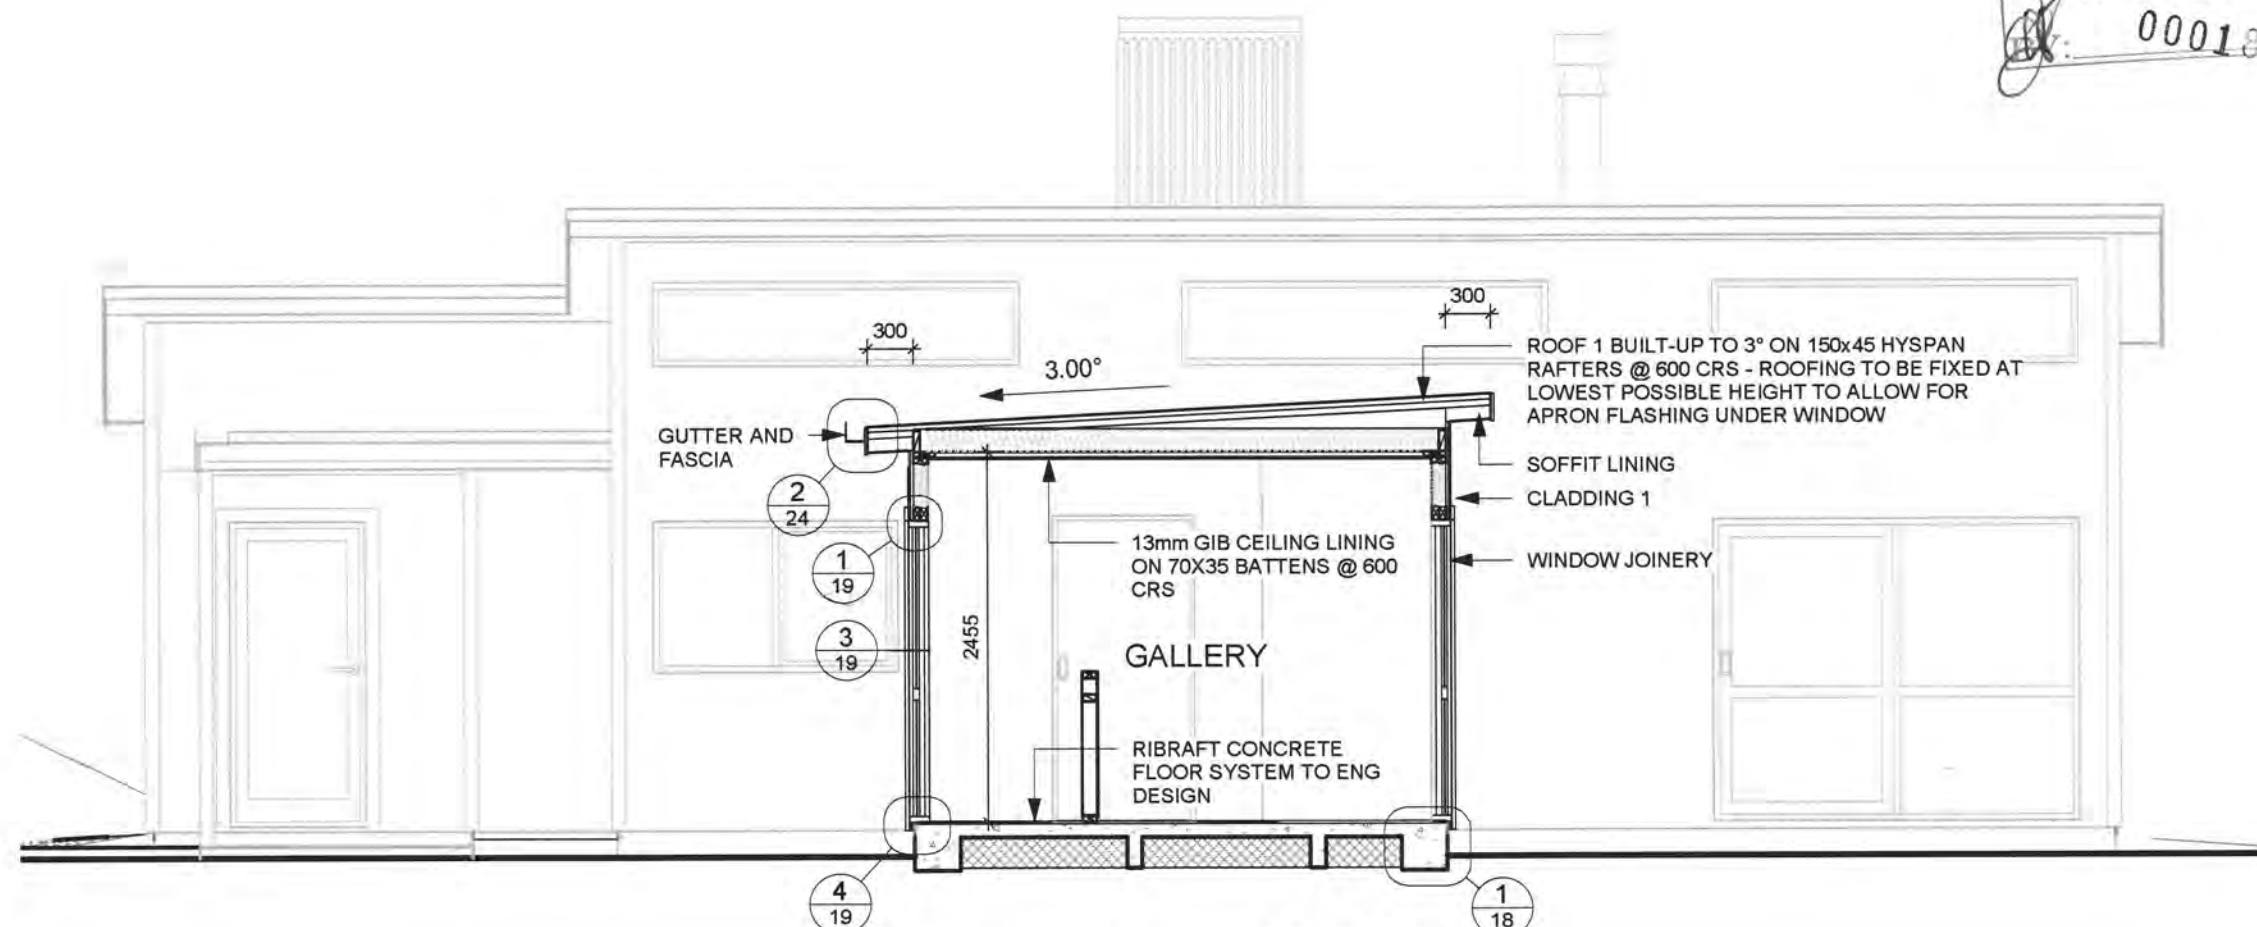 BY:
00018
300
300
3.00°
ROOF 1 BUILT-UP TO 3° ON 150x45 HYSPAN
RAFTERS @ 600 CRS - ROOFING TO BE FIXED AT
LOWEST POSSIBLE HEIGHT TO ALLOW FOR
APRON FLASHING UNDER WINDOW
GUTTER AND
FASCIA
SOFFIT LINING
CLADDING 1
2
24
1
19
13mm GIB CEILING LINING
ON 70X35 BATTENS @ 600
CRS
WINDOW JOINERY
3
19
2455
GALLERY
RIBRAFT CONCRETE
FLOOR SYSTEM TO ENG
DESIGN
4
19
1
18